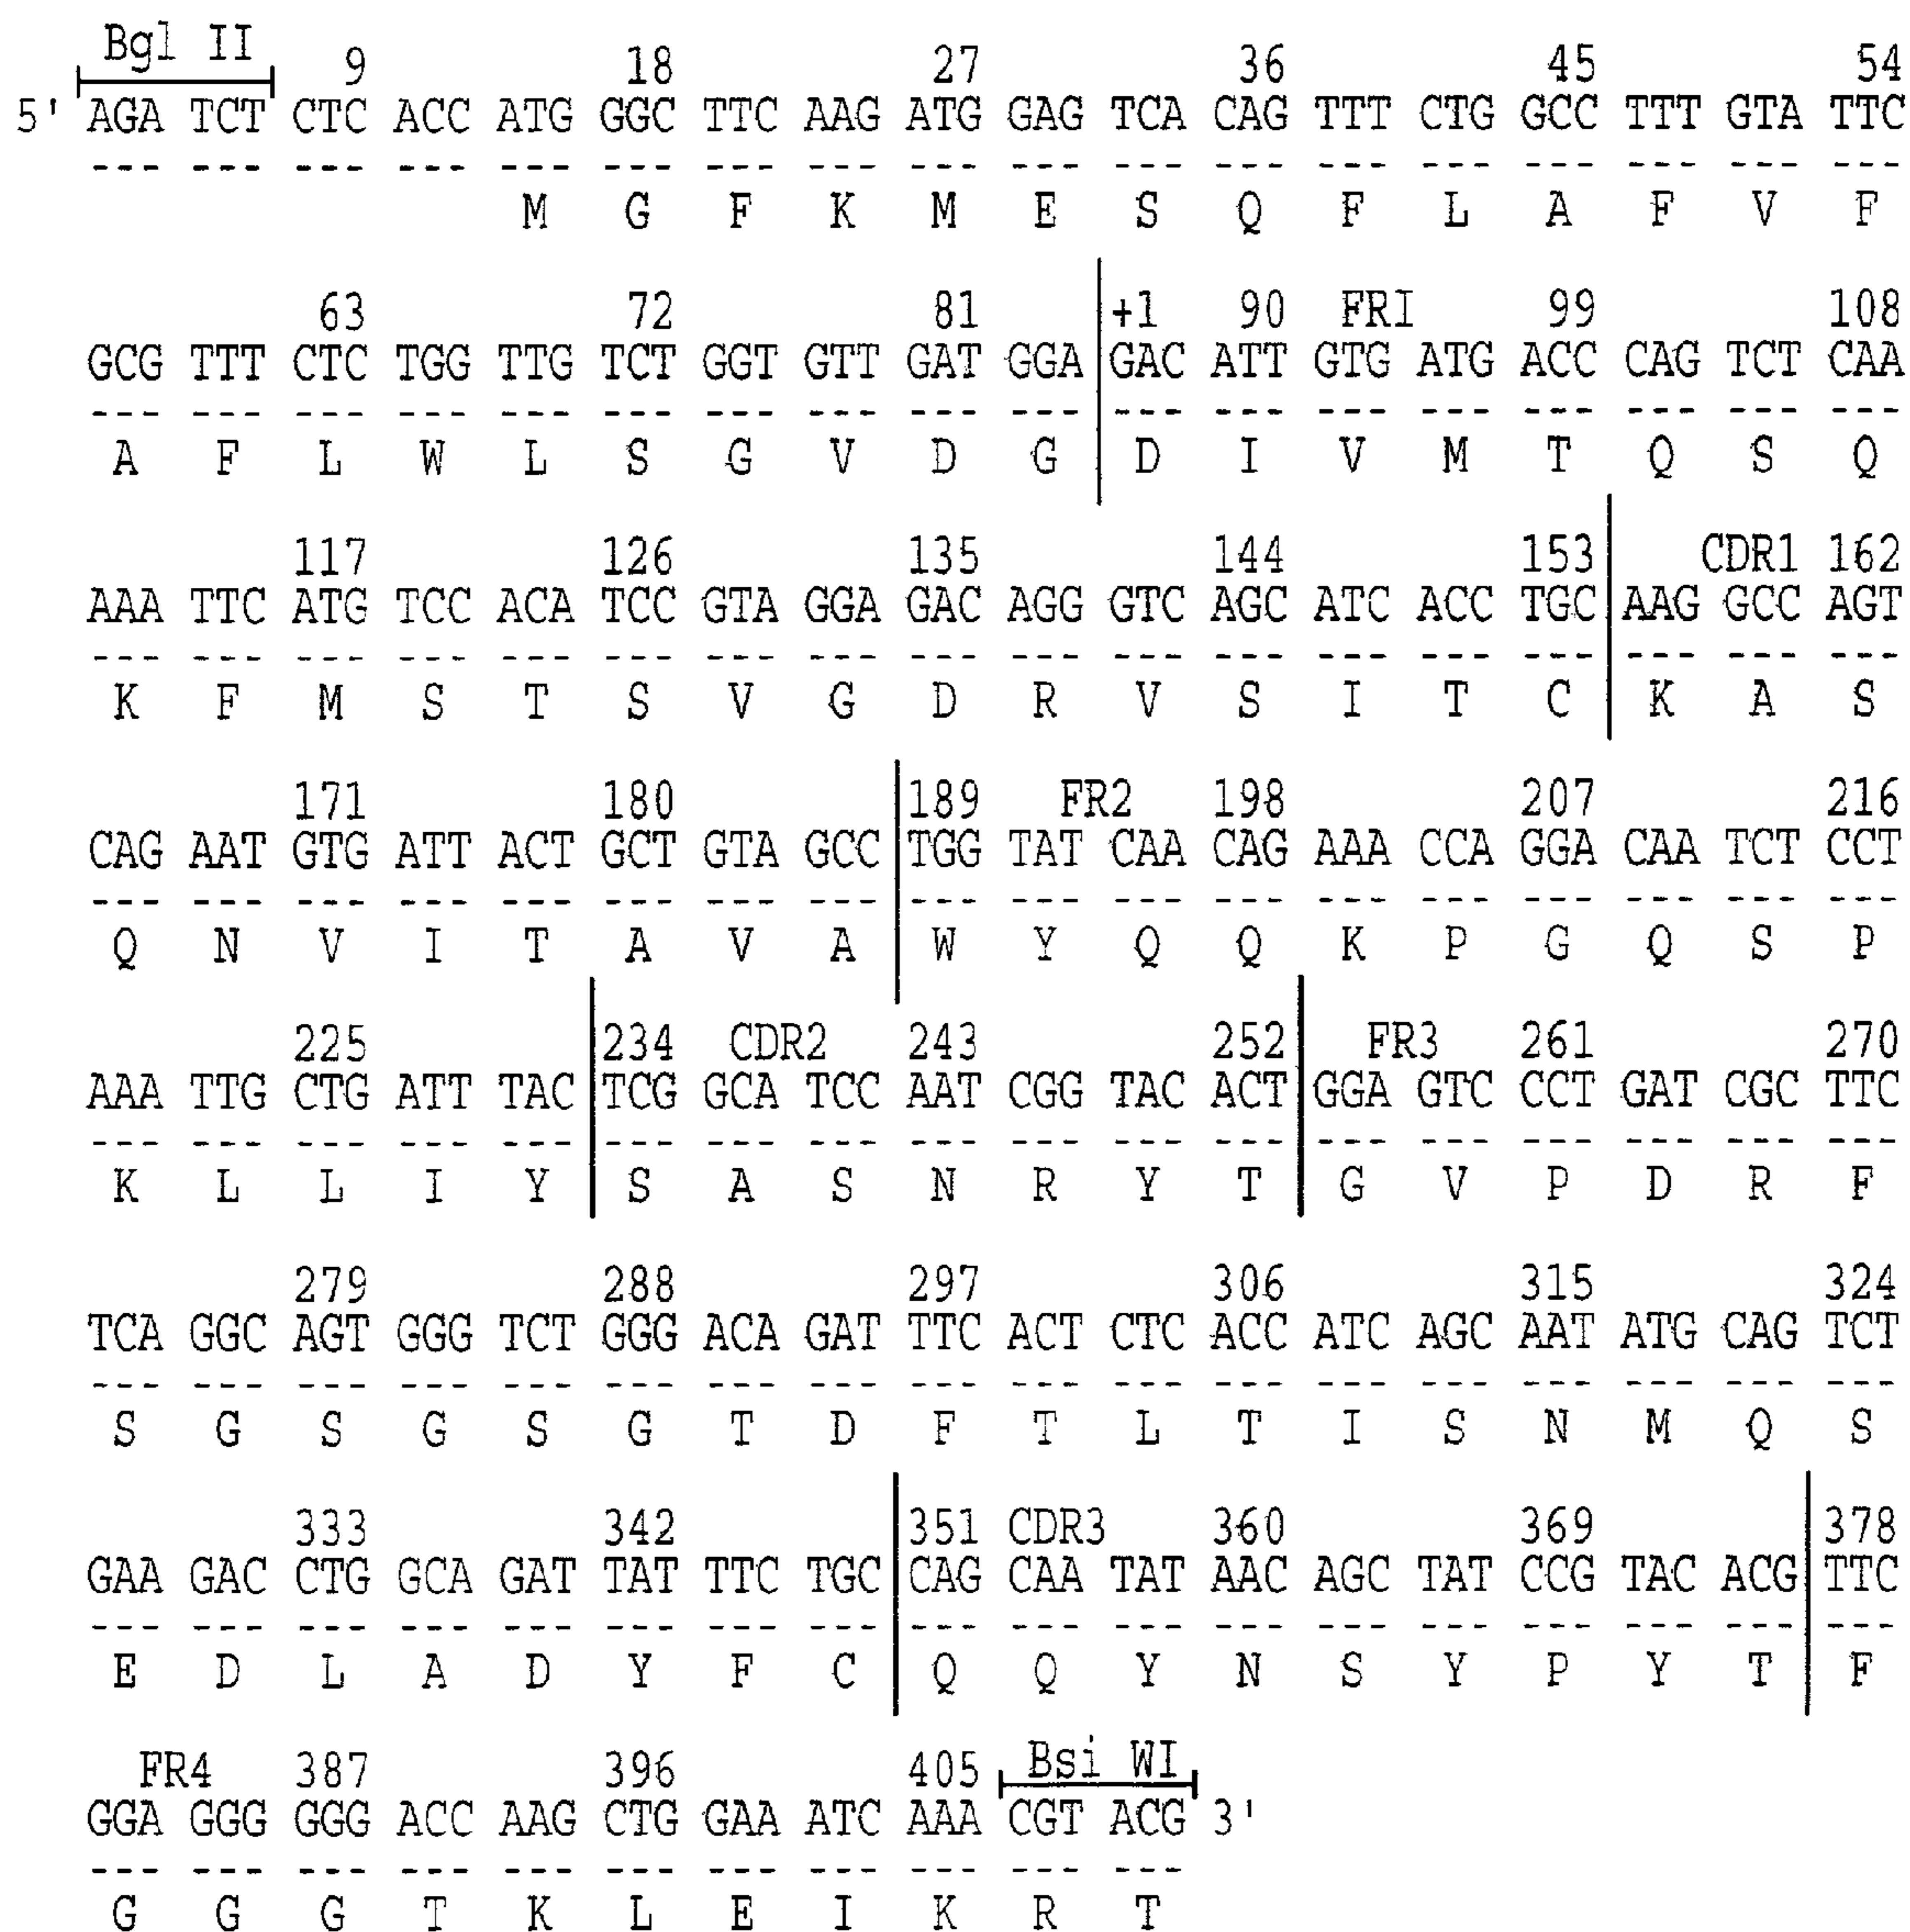 Bgl II 9 18 27 36 45 54
5' AGA TCT CTC ACC ATG GGC TTC AAG ATG GAG TCA CAG TTT CTG GCC TTT GTA TTC
--- --- --- --- --- --- --- --- --- --- --- --- --- --- --- --- --- ---
M G F K M E S Q F L A F V F
63 72 81 +1 90 FR1 99 108
GCG TTT CTC TGG TTG TCT GGT GTT GAT GGA GAC ATT GTG ATG ACC CAG TCT CAA
--- --- --- --- --- --- --- --- --- --- --- --- --- --- --- --- --- ---
A F L W L S G V D G D I V M T Q S Q
117 126 135 144 153 CDR1 162
AAA TTC ATG TCC ACA TCC GTA GGA GAC AGG GTC AGC ATC ACC TGC AAG GCC AGT
--- --- --- --- --- --- --- --- --- --- --- --- --- --- --- --- --- ---
K F M S T S V G D R V S I T C K A S
171 180 189 FR2 198 207 216
CAG AAT GTG ATT ACT GCT GTA GCC TGG TAT CAA CAG AAA CCA GGA CAA TCT CCT
--- --- --- --- --- --- --- --- --- --- --- --- --- --- --- --- --- ---
Q N V I T A V A W Y Q Q K P G Q S P
225 234 CDR2 243 252 FR3 261 270
AAA TTG CTG ATT TAC TCG GCA TCC AAT CGG TAC ACT GGA GTC CCT GAT CGC TTC
--- --- --- --- --- --- --- --- --- --- --- --- --- --- --- --- --- ---
K L L I Y S A S N R Y T G V P D R F
279 288 297 306 315 324
TCA GGC AGT GGG TCT GGG ACA GAT TTC ACT CTC ACC ATC AGC AAT ATG CAG TCT
--- --- --- --- --- --- --- --- --- --- --- --- --- --- --- --- --- ---
S G S G S G T D F T L T I S N M Q S
333 342 351 CDR3 360 369 378
GAA GAC CTG GCA GAT TAT TTC TGC CAG CAA TAT AAC AGC TAT CCG TAC ACG TTC
--- --- --- --- --- --- --- --- --- --- --- --- --- --- --- --- --- ---
E D L A D Y F C Q Q Y N S Y P Y T F
FR4 387 396 405 Bsi WI
GGA GGG GGG ACC AAG CTG GAA ATC AAA CGT ACG 3'
--- --- --- --- --- --- --- --- --- --- ---
G G G T K L E I K R T